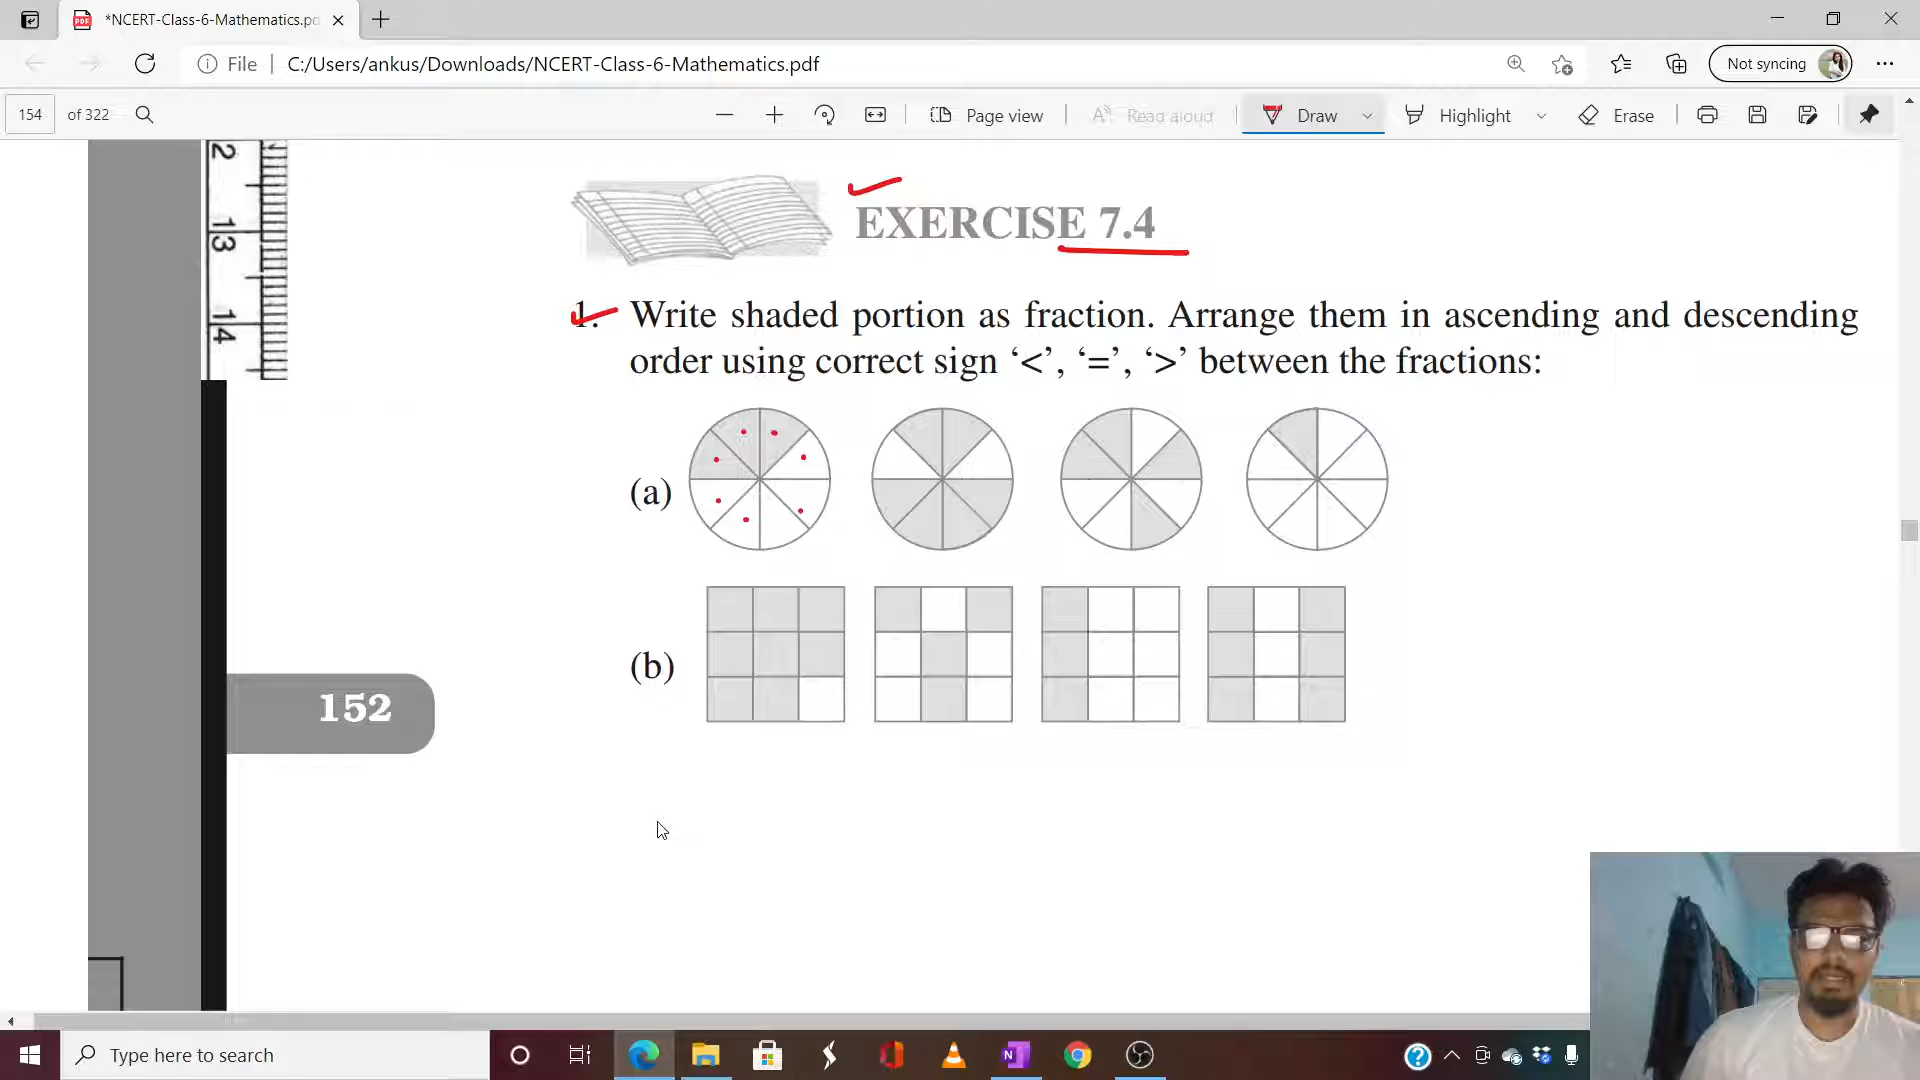 *NCERT-Class-6-Mathematics.pd
File C:/Users/ankus/Downloads/NCERT-Class-6-Mathematics.pdf
Not syncing
154 of 322
Page view
Read aloud
Draw
Highlight
Erase
2
13
14
EXERCISE 7.4
1. Write shaded portion as fraction. Arrange them in ascending and descending
order using correct sign ‘<’, ‘=’, ‘>’ between the fractions:
(a)
(b)
152
Type here to search